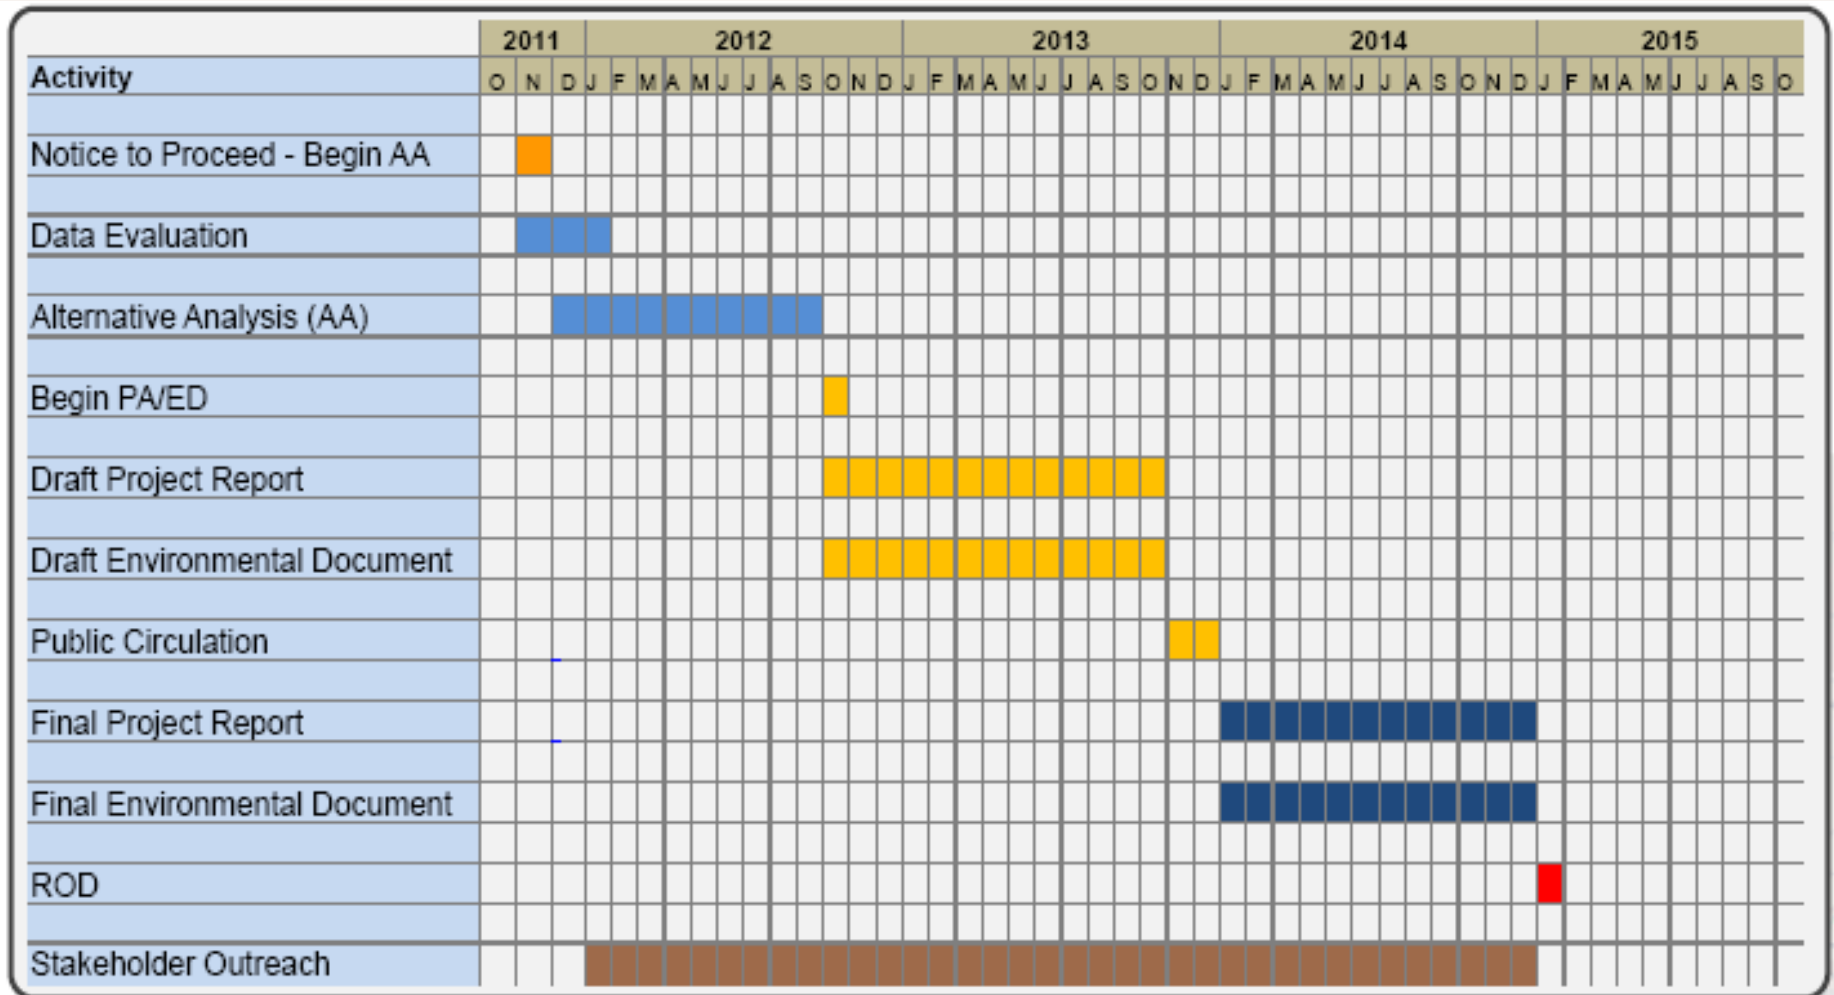 2011 2012 2013 2014 2015
Activity O N D J F M A M J J A S O N D J F M A M J J A S O N D J F M A M J J A S O N D J F M A M J J A S O
Notice to Proceed - Begin AA
Data Evaluation
Alternative Analysis (AA)
Begin PA/ED
Draft Project Report
Draft Environmental Document
Public Circulation
Final Project Report
Final Environmental Document
ROD
Stakeholder Outreach